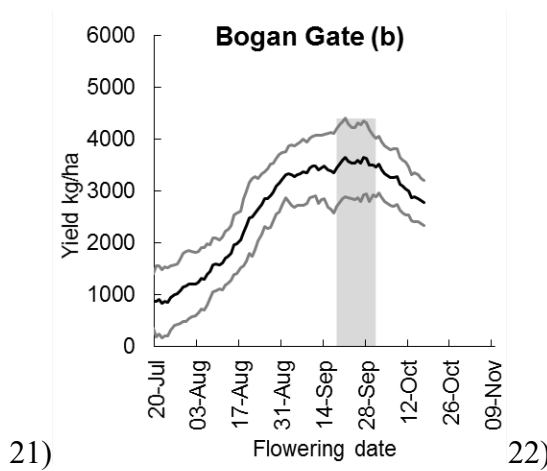 Bogan Gate (b)
Yield kg/ha
6000
5000
4000
3000
2000
1000
0
20-Jul
03-Aug
17-Aug
31-Aug
14-Sep
28-Sep
12-Oct
26-Oct
09-Nov
Flowering date
21)
22)